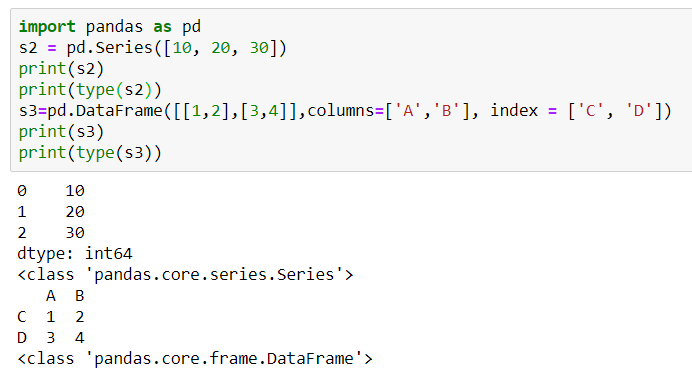 import pandas as pd
s2 = pd.Series([10, 20, 30])
print(s2)
print(type(s2))
s3=pd.DataFrame([[1,2],[3,4]],columns=['A','B'], index = ['C', 'D'])
print(s3)
print(type(s3))
0    10
1    20
2    30
dtype: int64
<class 'pandas.core.series.Series'>
   A  B
C  1  2
D  3  4
<class 'pandas.core.frame.DataFrame'>